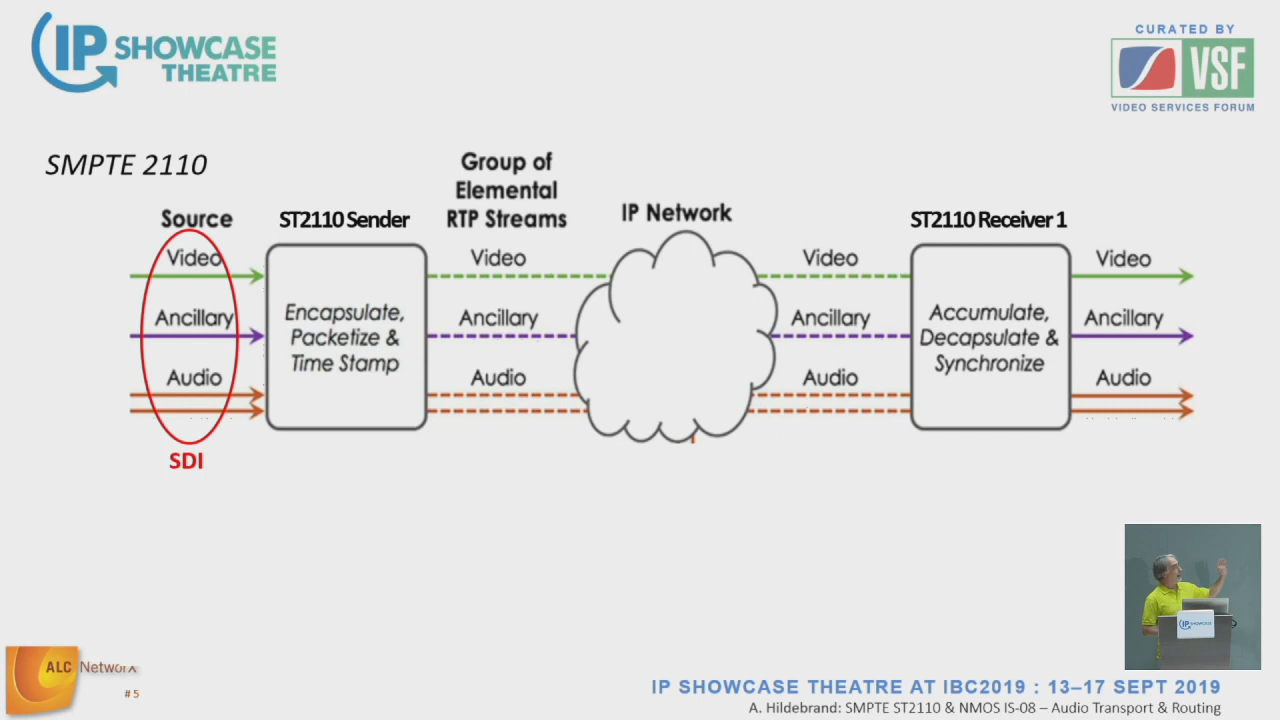 IP SHOWCASE
THEATRE
CURATED BY
VSF
VIDEO SERVICES FORUM
SMPTE 2110
Source
ST2110 Sender
Group of
Elemental
RTP Streams
IP Network
ST2110 Receiver 1
Video
Video
Video
Video
Ancillary
Ancillary
Ancillary
Ancillary
Audio
Audio
Audio
Audio
Encapsulate,
Packetize &
Time Stamp
Accumulate,
Decapsulate &
Synchronize
SDI
IP SHOWCASE
ALC NetworX
# 5
IP SHOWCASE THEATRE AT IBC2019 : 13–17 SEPT 2019
A. Hildebrand: SMPTE ST2110 & NMOS IS-08 – Audio Transport & Routing